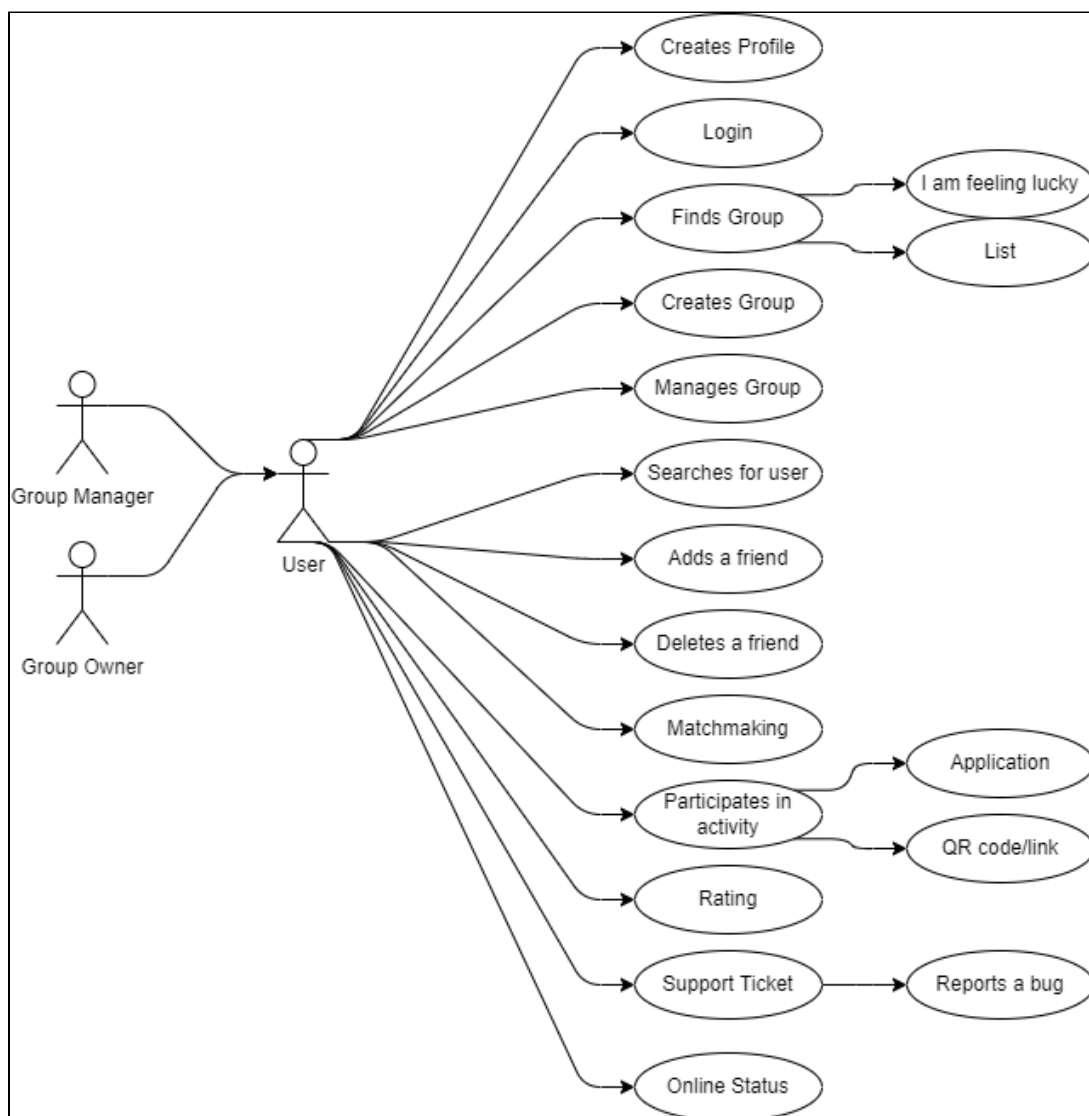 Creates Profile
Login
I am feeling lucky
Finds Group
List
Creates Group
Manages Group
Group Manager
Searches for user
User
Adds a friend
Group Owner
Deletes a friend
Matchmaking
Application
Participates in
activity
QR code/link
Rating
Support Ticket
Reports a bug
Online Status